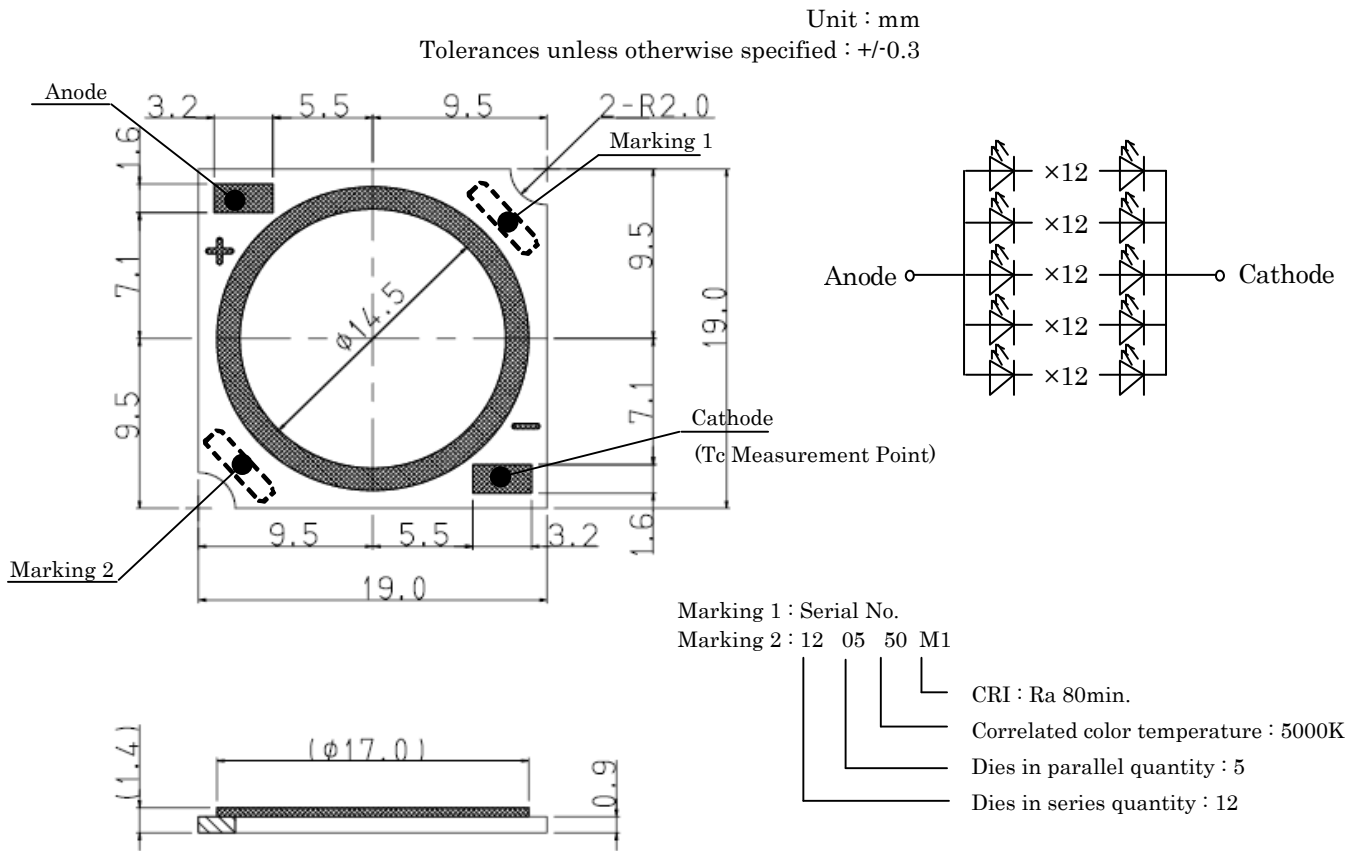 Unit : mm
Tolerances unless otherwise specified : +/-0.3
Anode
3.2
5.5
9.5
2-R2.0
Marking 1
1.6
7.1
9.5
+
ø14.5
9.5
19.0
7.1
1.6
-
Cathode
(Tc Measurement Point)
9.5
5.5
3.2
19.0
Marking 2
×12
×12
Anode
×12
Cathode
×12
×12
Marking 1 : Serial No.
Marking 2 : 12 05 50 M1
CRI : Ra 80min.
Correlated color temperature : 5000K
Dies in parallel quantity : 5
Dies in series quantity : 12
(ø17.0)
(1.4)
0.9